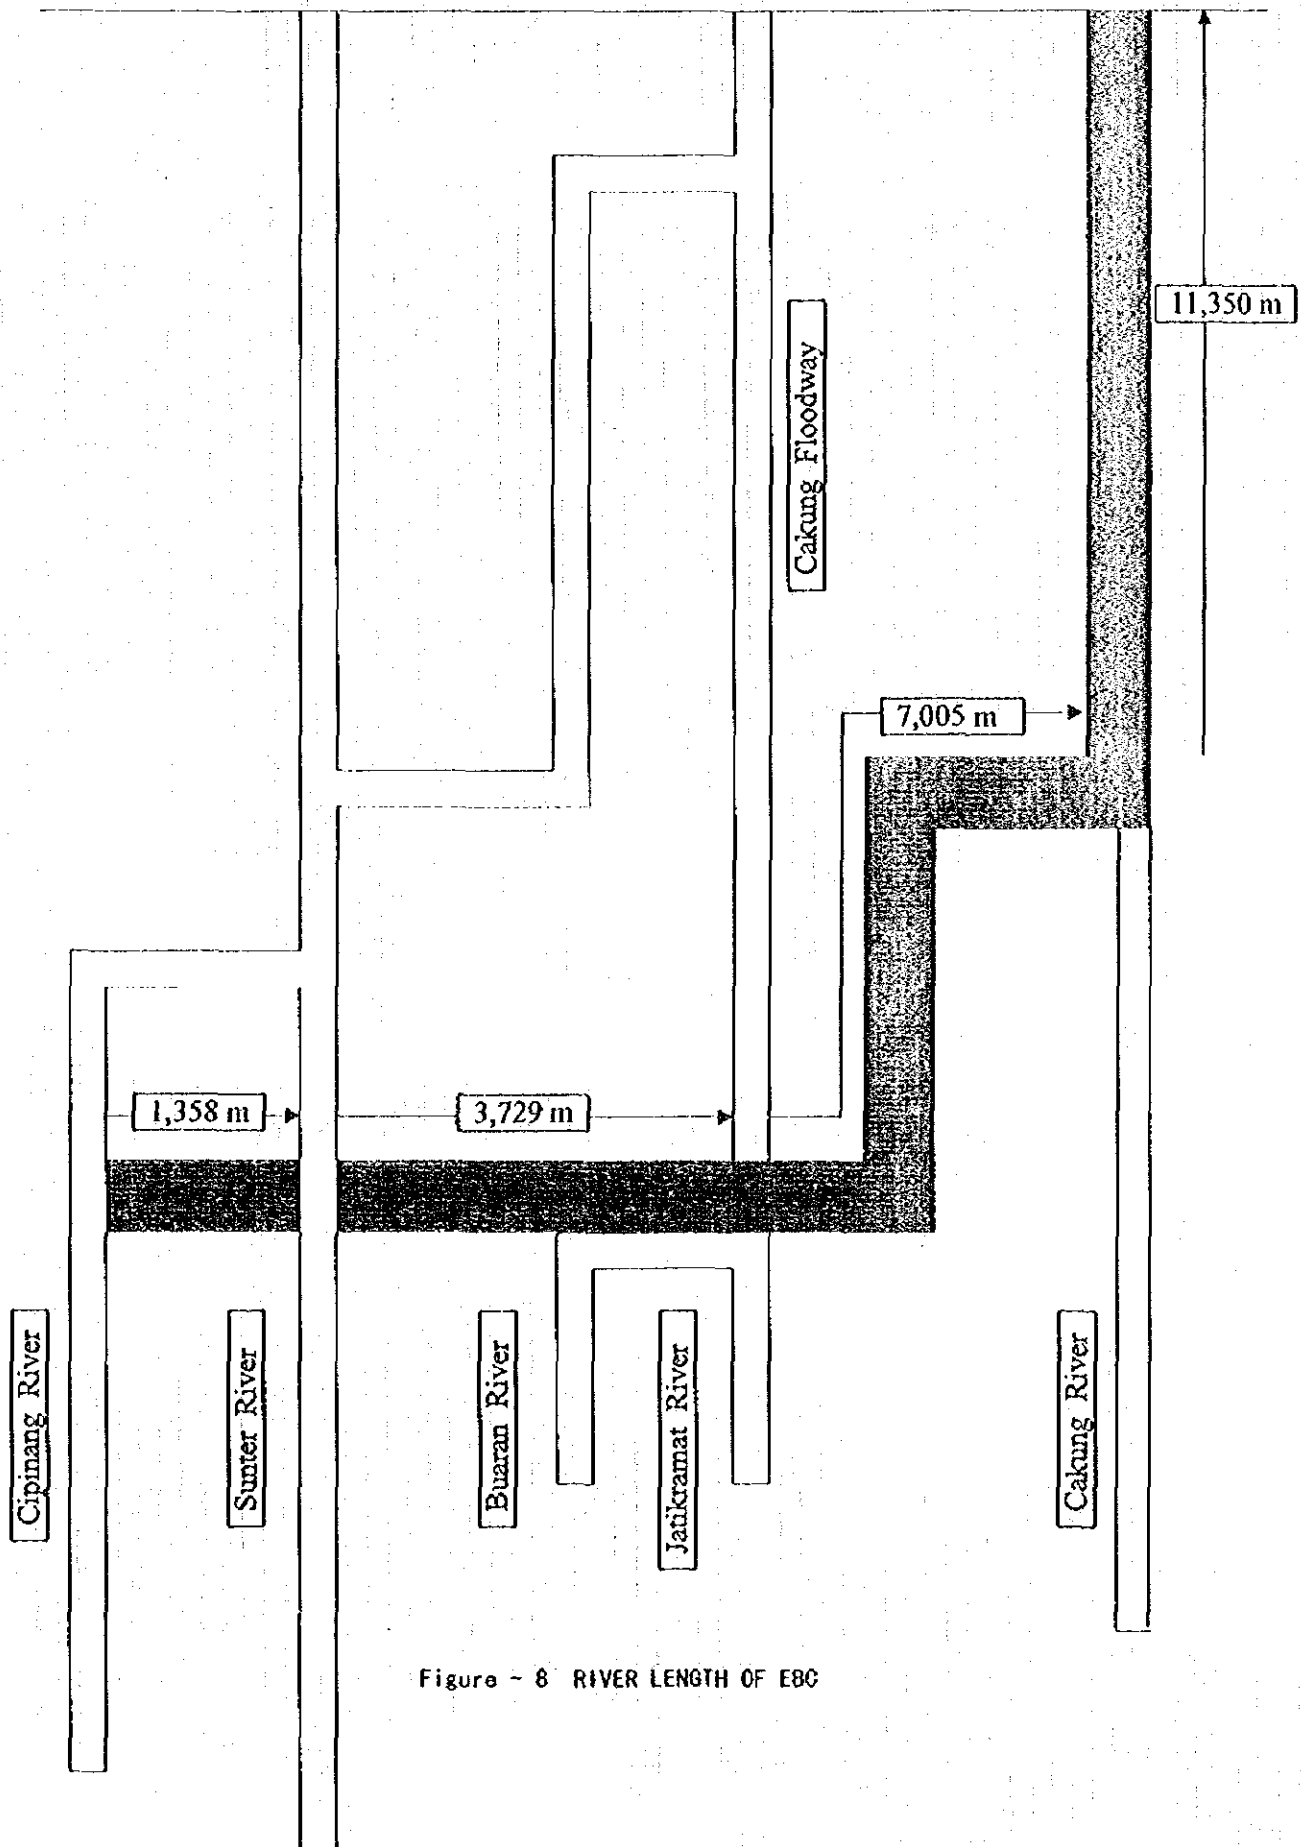 11,350 m
Cakung Floodway
7,005 m
1,358 m
3,729 m
Cipinang River
Sunter River
Buaran River
Jatikramat River
Cakung River
Figure - 8 RIVER LENGTH OF EBC